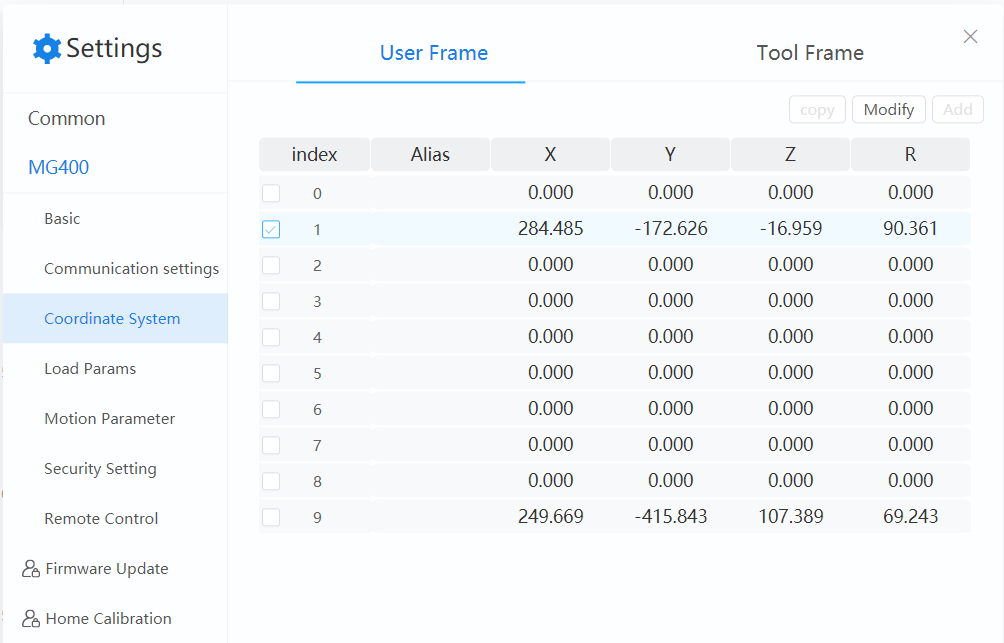 Settings
Common
MG400
Basic
Communication settings
Coordinate System
Load Params
Motion Parameter
Security Setting
Remote Control
Firmware Update
Home Calibration
User Frame Tool Frame
copy Modify Add
index Alias X Y Z R
0 0.000 0.000 0.000 0.000
1 284.485 -172.626 -16.959 90.361
2 0.000 0.000 0.000 0.000
3 0.000 0.000 0.000 0.000
4 0.000 0.000 0.000 0.000
5 0.000 0.000 0.000 0.000
6 0.000 0.000 0.000 0.000
7 0.000 0.000 0.000 0.000
8 0.000 0.000 0.000 0.000
9 249.669 -415.843 107.389 69.243